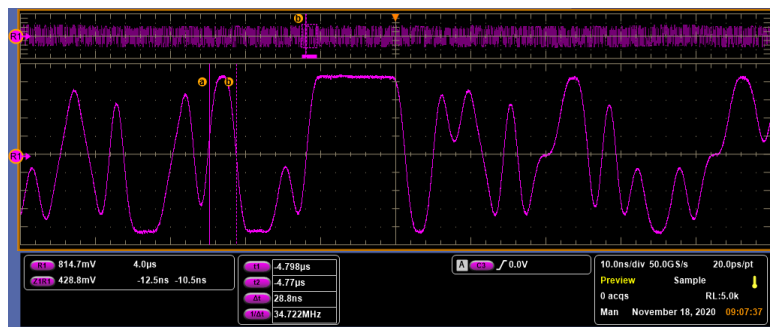 b
R1
a b
R1
R1 814.7mV 4.0µs
Z1R1 428.8mV -12.5ns -10.5ns
t1 -4.798µs
t2 -4.77µs
Δt 28.8ns
1/Δt 34.722MHz
A C3 0.0V
10.0ns/div 50.0GS/s 20.0ps/pt
Preview Sample
0 acqs RL:5.0k
Man November 18, 2020 09:07:37